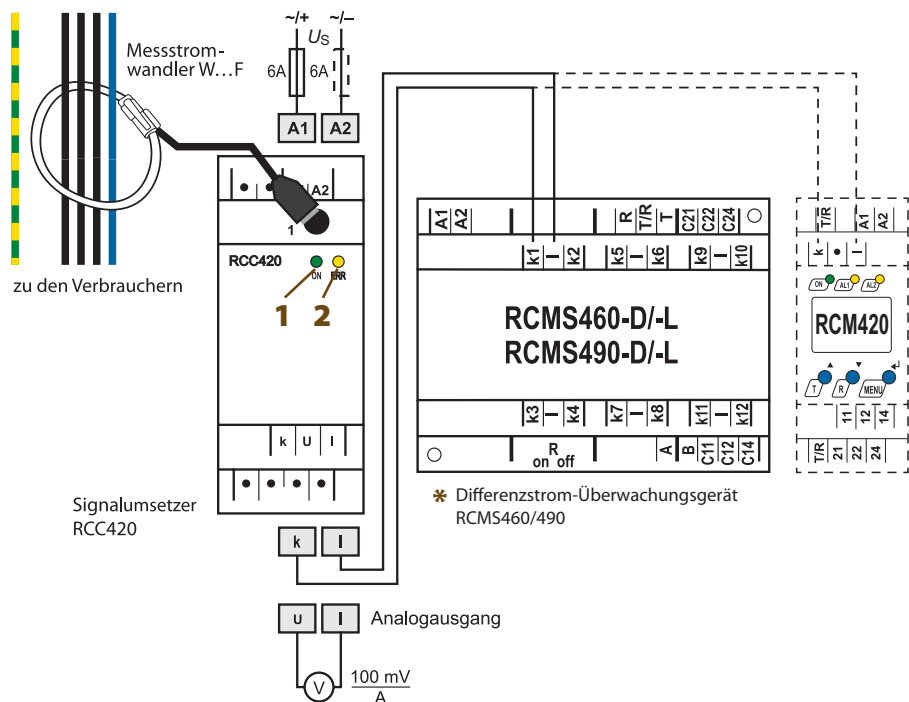 ~/+ ~/–
Us
6A 6A
Messstrom-
wandler W...F
A1 A2
A2
1
RCC420
ON ERR
1 2
zu den Verbrauchern
k U l
Signalumsetzer
RCC420
k l
U l
Analogausgang
V
100 mV
A
A1 A2 R T/R T C21 C22 C24
k1 l k2 k5 l k6 k9 l k10
RCMS460-D/-L
RCMS490-D/-L
k3 l k4 k7 l k8 k11 l k12
R
on off
A B C11 C12 C14
* Differenzstrom-Überwachungsgerät
RCMS460/490
T/R A1 A2
k l
ON AL1 AL2
RCM420
T R MENU
11 12 14
T/R 21 22 24